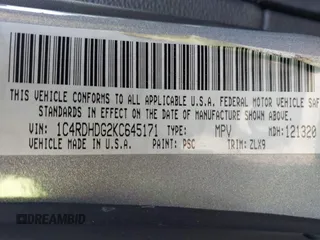 THIS VEHICLE CONFORMS TO ALL APPLICABLE U.S.A. FEDERAL MOTOR VEHICLE SAF
STANDARDS IN EFFECT ON THE DATE OF MANUFACTURE SHOWN ABOVE
VIN: 1C4RDHDG2KC645171 TYPE: MPV MDH: 121320
VEHICLE MADE IN U.S.A. PAINT: PSC TRIM: ZLX9
DREAMBID